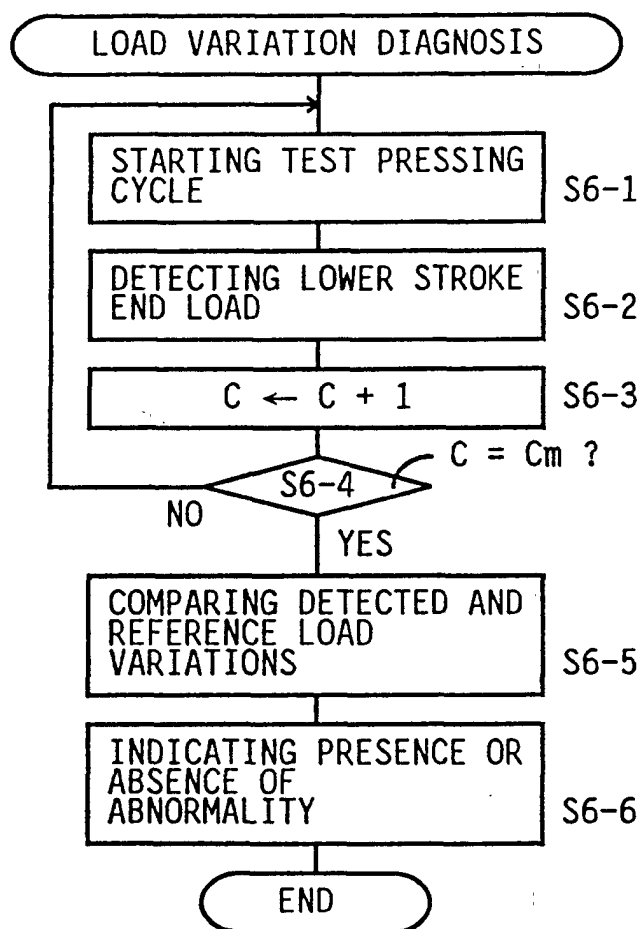 LOAD VARIATION DIAGNOSIS
STARTING TEST PRESSING
CYCLE
S6-1
DETECTING LOWER STROKE
END LOAD
S6-2
C ← C + 1
S6-3
C = Cm ?
S6-4
NO
YES
COMPARING DETECTED AND
REFERENCE LOAD
VARIATIONS
S6-5
INDICATING PRESENCE OR
ABSENCE OF
ABNORMALITY
S6-6
END